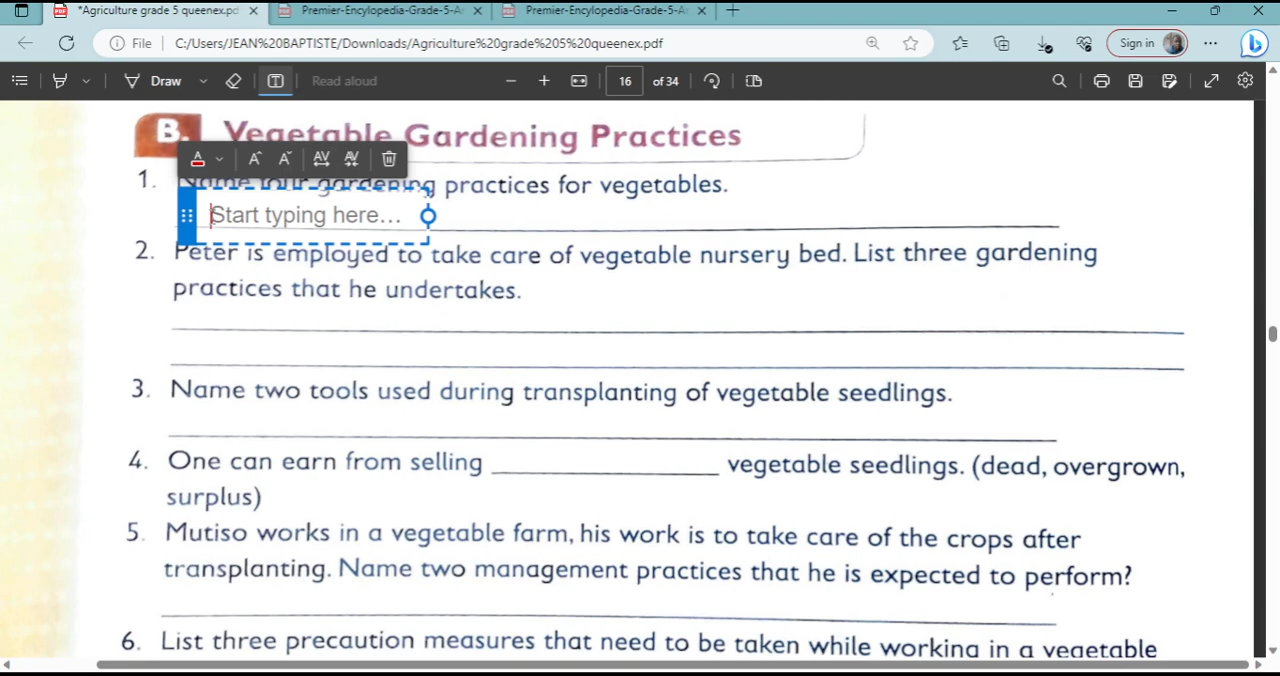 *Agriculture grade 5 queenex.pd
Premier-Encylopedia-Grade-5-A
Premier-Encylopedia-Grade-5-A
File
C:/Users/JEAN%20BAPTISTE/Downloads/Agriculture%20grade%205%20queenex.pdf
Sign in
Draw
Read aloud
16 of 34
B. Vegetable Gardening Practices
1. Name four gardening practices for vegetables.
Start typing here...
2. Peter is employed to take care of vegetable nursery bed. List three gardening
practices that he undertakes.
3. Name two tools used during transplanting of vegetable seedlings.
4. One can earn from selling ____________ vegetable seedlings. (dead, overgrown,
surplus)
5. Mutiso works in a vegetable farm, his work is to take care of the crops after
transplanting. Name two management practices that he is expected to perform?
6. List three precaution measures that need to be taken while working in a vegetable